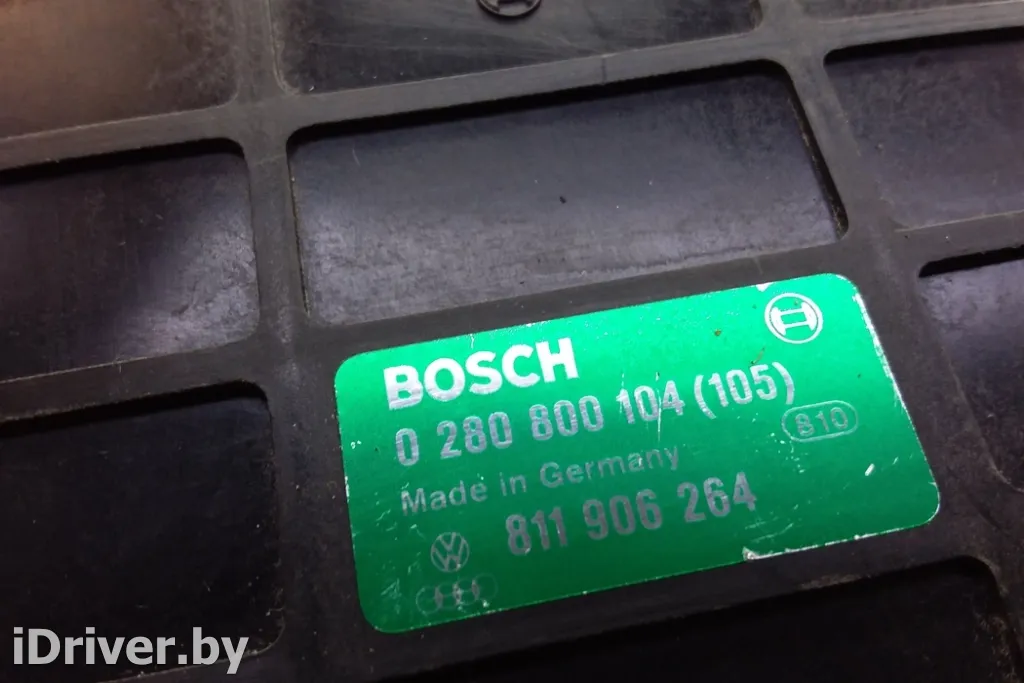 BOSCH
0 280 800 104 (105)
810
Made in Germany
811 906 264
iDriver.by